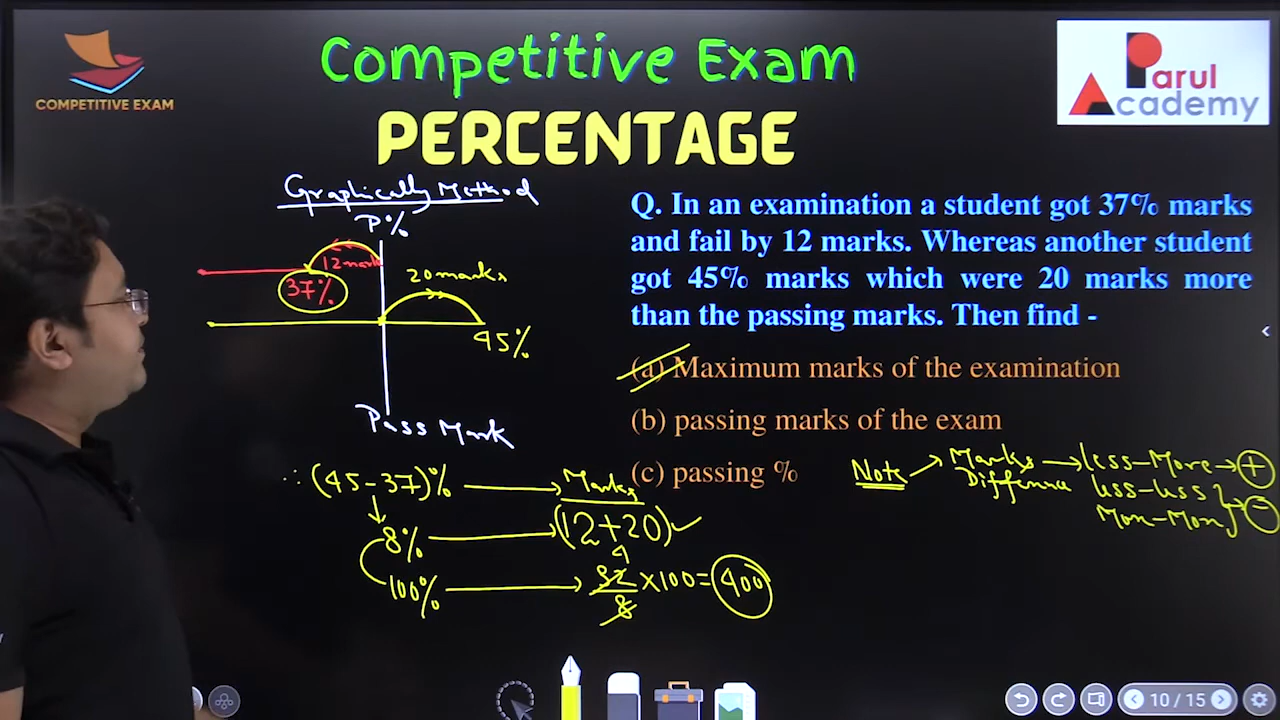 COMPETITIVE EXAM
Competitive Exam
Parul
Academy
PERCENTAGE
Graphically Method
P%
12 marks
37%
20 marks
45%
Pass Mark
Q. In an examination a student got 37% marks
and fail by 12 marks. Whereas another student
got 45% marks which were 20 marks more
than the passing marks. Then find -
(a) Maximum marks of the examination
(b) passing marks of the exam
(c) passing %
Note → Marks → Less-More → +
Difference Less-Less } -
More-More
∴ (45-37)% → Marks
8% → (12+20) ✓
4
100% → 32/8 ×100 = 400
10 / 15